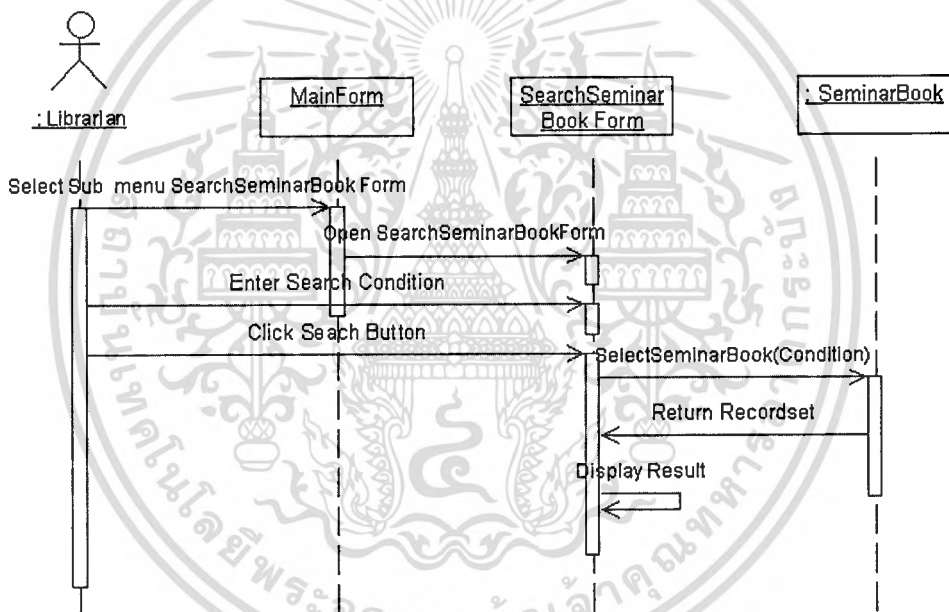 : Librarian
MainForm
SearchSeminar
Book Form
: SeminarBook
Select Sub menu SearchSeminarBook Form
Open SearchSeminarBookForm
Enter Search Condition
Click Seach Button
SelectSeminarBook(Condition)
Return Recordset
Display Result